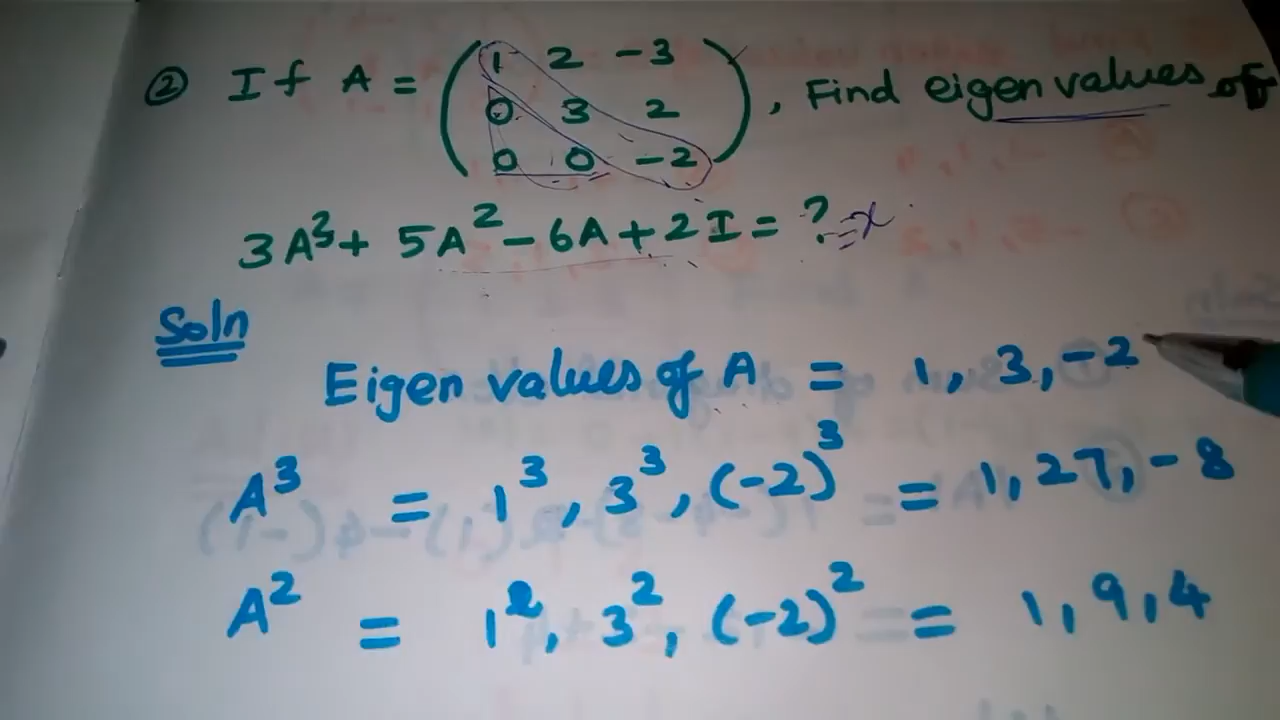 ② If A = ( 1 2 -3
0 3 2
0 0 -2 ), Find eigen values of
3A³ + 5A² - 6A + 2I = ? = x
Soln
Eigen values of A = 1, 3, -2
A³ = 1³, 3³, (-2)³ = 1, 27, -8
A² = 1², 3², (-2)² = 1, 9, 4